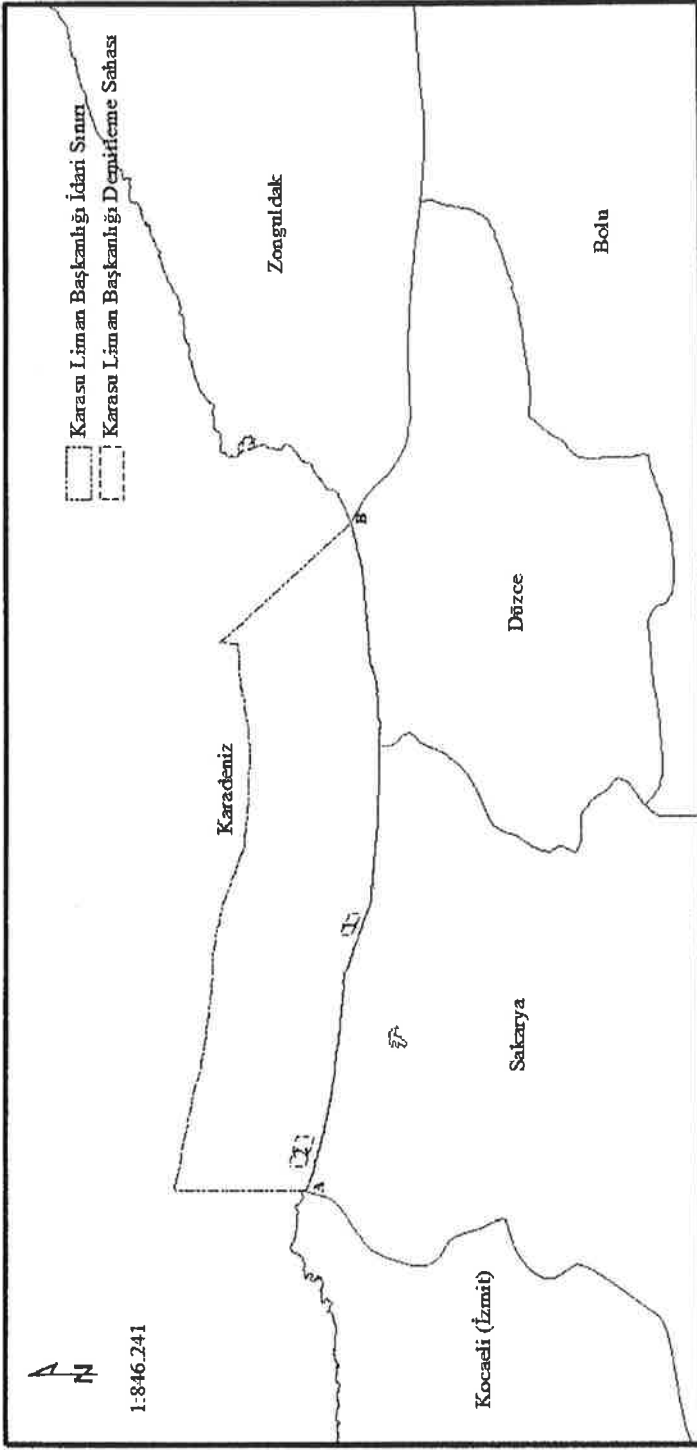 Karasu Liman Başkanlığı İdari Sınırı
Karasu Liman Başkanlığı Demirleme Sahası
N
1:846.241
Karadeniz
Zonguldak
B
A
Kocaeli (İzmit)
Sakarya
Düzce
Bolu